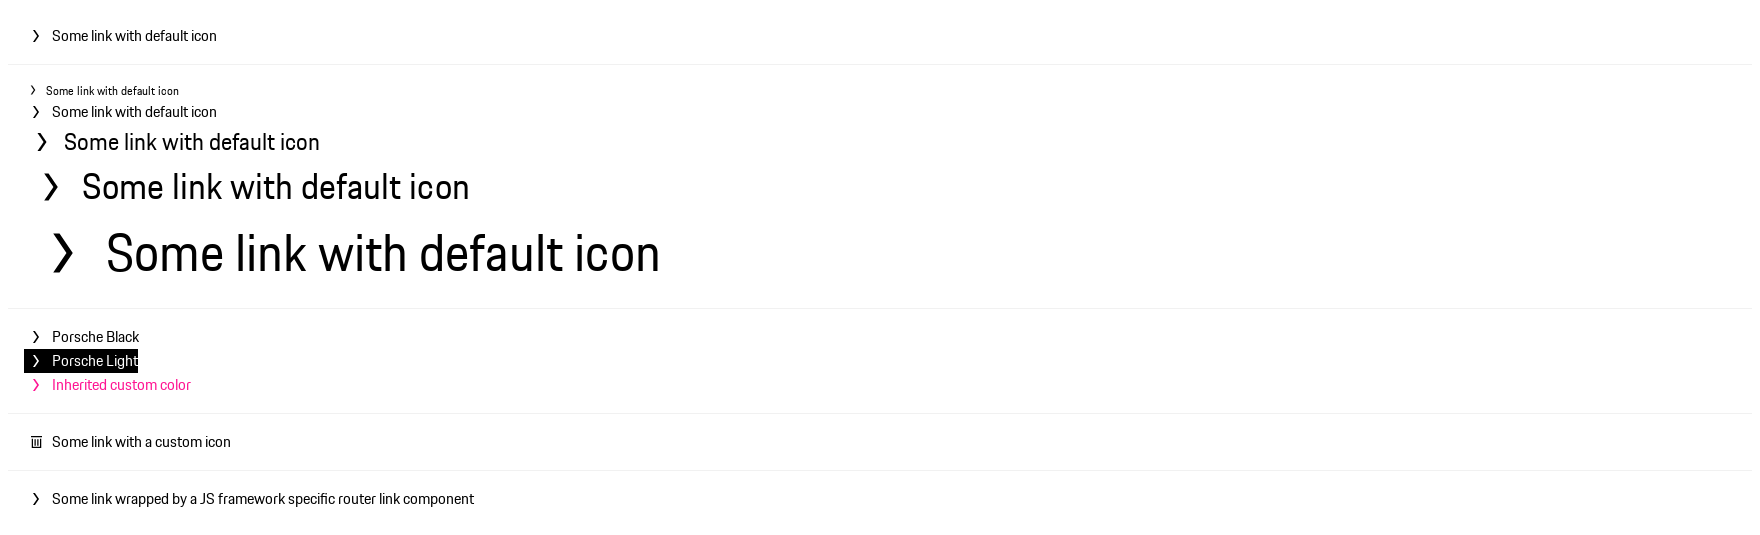 Some link with default icon
Some link with default icon
Some link with default icon
Some link with default icon
Some link with default icon
Some link with default icon
Porsche Black
Porsche Light
Inherited custom color
Some link with a custom icon
Some link wrapped by a JS framework specific router link component